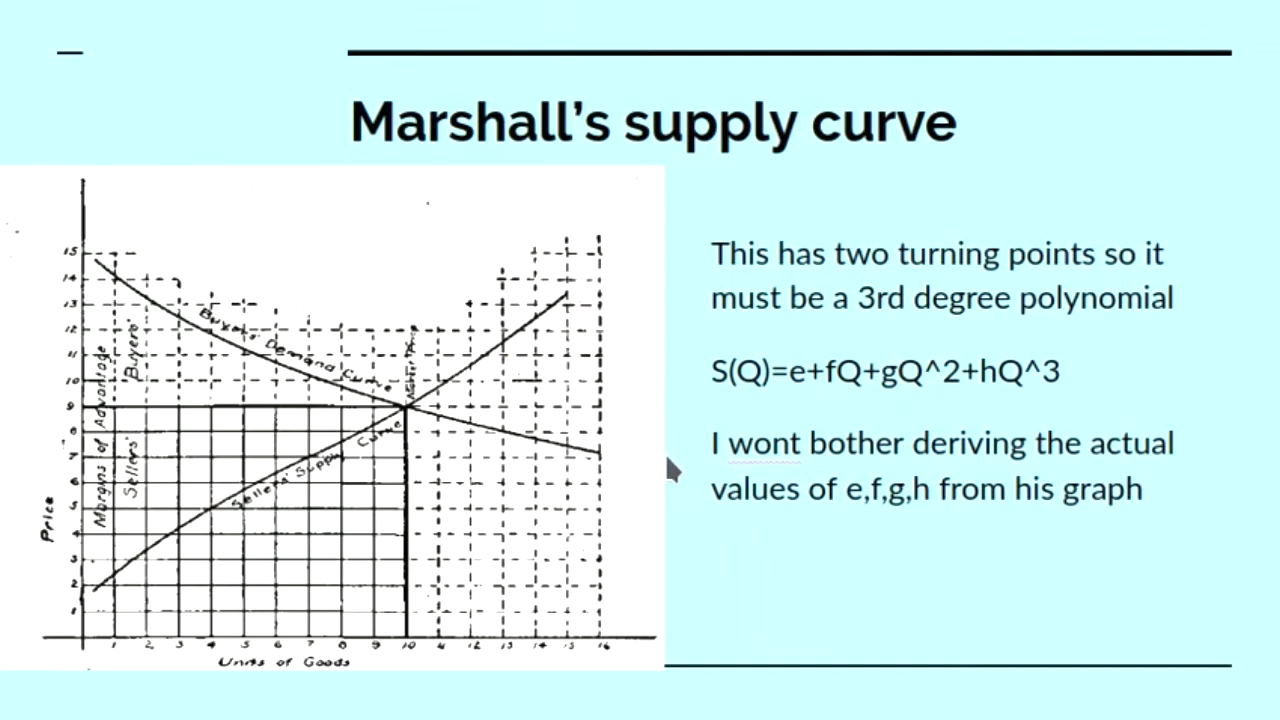 Marshall's supply curve
This has two turning points so it
must be a 3rd degree polynomial
S(Q)=e+fQ+gQ^2+hQ^3
I wont bother deriving the actual
values of e,f,g,h from his graph
15
14
13
12
11
10
9
8
7
6
5
4
3
2
1
Price
Margins of Advantage
Buyers'
Sellers'
Buyers' Demand Curve
Sellers' Supply Curve
1 2 3 4 5 6 7 8 9 10 11 12 13 14 15 16
Units of Goods